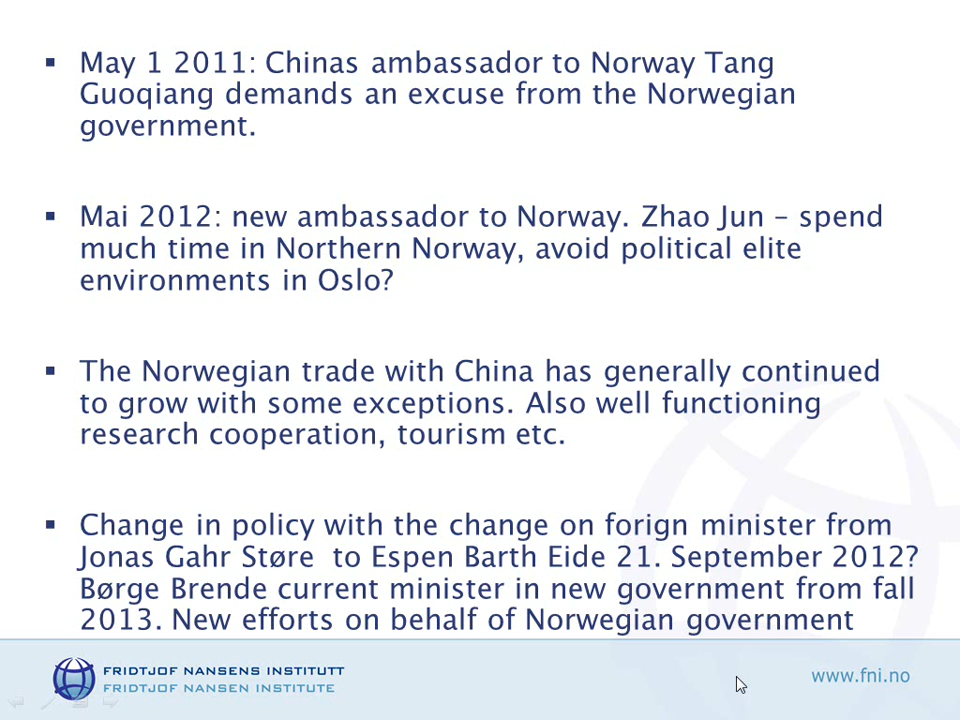 ▪ May 1 2011: Chinas ambassador to Norway Tang
Guoqiang demands an excuse from the Norwegian
government.
▪ Mai 2012: new ambassador to Norway. Zhao Jun – spend
much time in Northern Norway, avoid political elite
environments in Oslo?
▪ The Norwegian trade with China has generally continued
to grow with some exceptions. Also well functioning
research cooperation, tourism etc.
▪ Change in policy with the change on forign minister from
Jonas Gahr Støre  to Espen Barth Eide 21. September 2012?
Børge Brende current minister in new government from fall
2013. New efforts on behalf of Norwegian government
FRIDTJOF NANSENS INSTITUTT
FRIDTJOF NANSEN INSTITUTE
www.fni.no